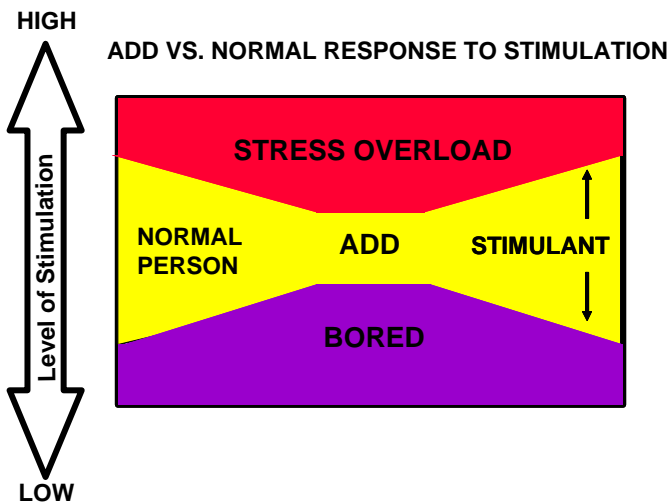 HIGH
ADD VS. NORMAL RESPONSE TO STIMULATION
Level of Stimulation
STRESS OVERLOAD
NORMAL
PERSON
ADD
STIMULANT
BORED
LOW